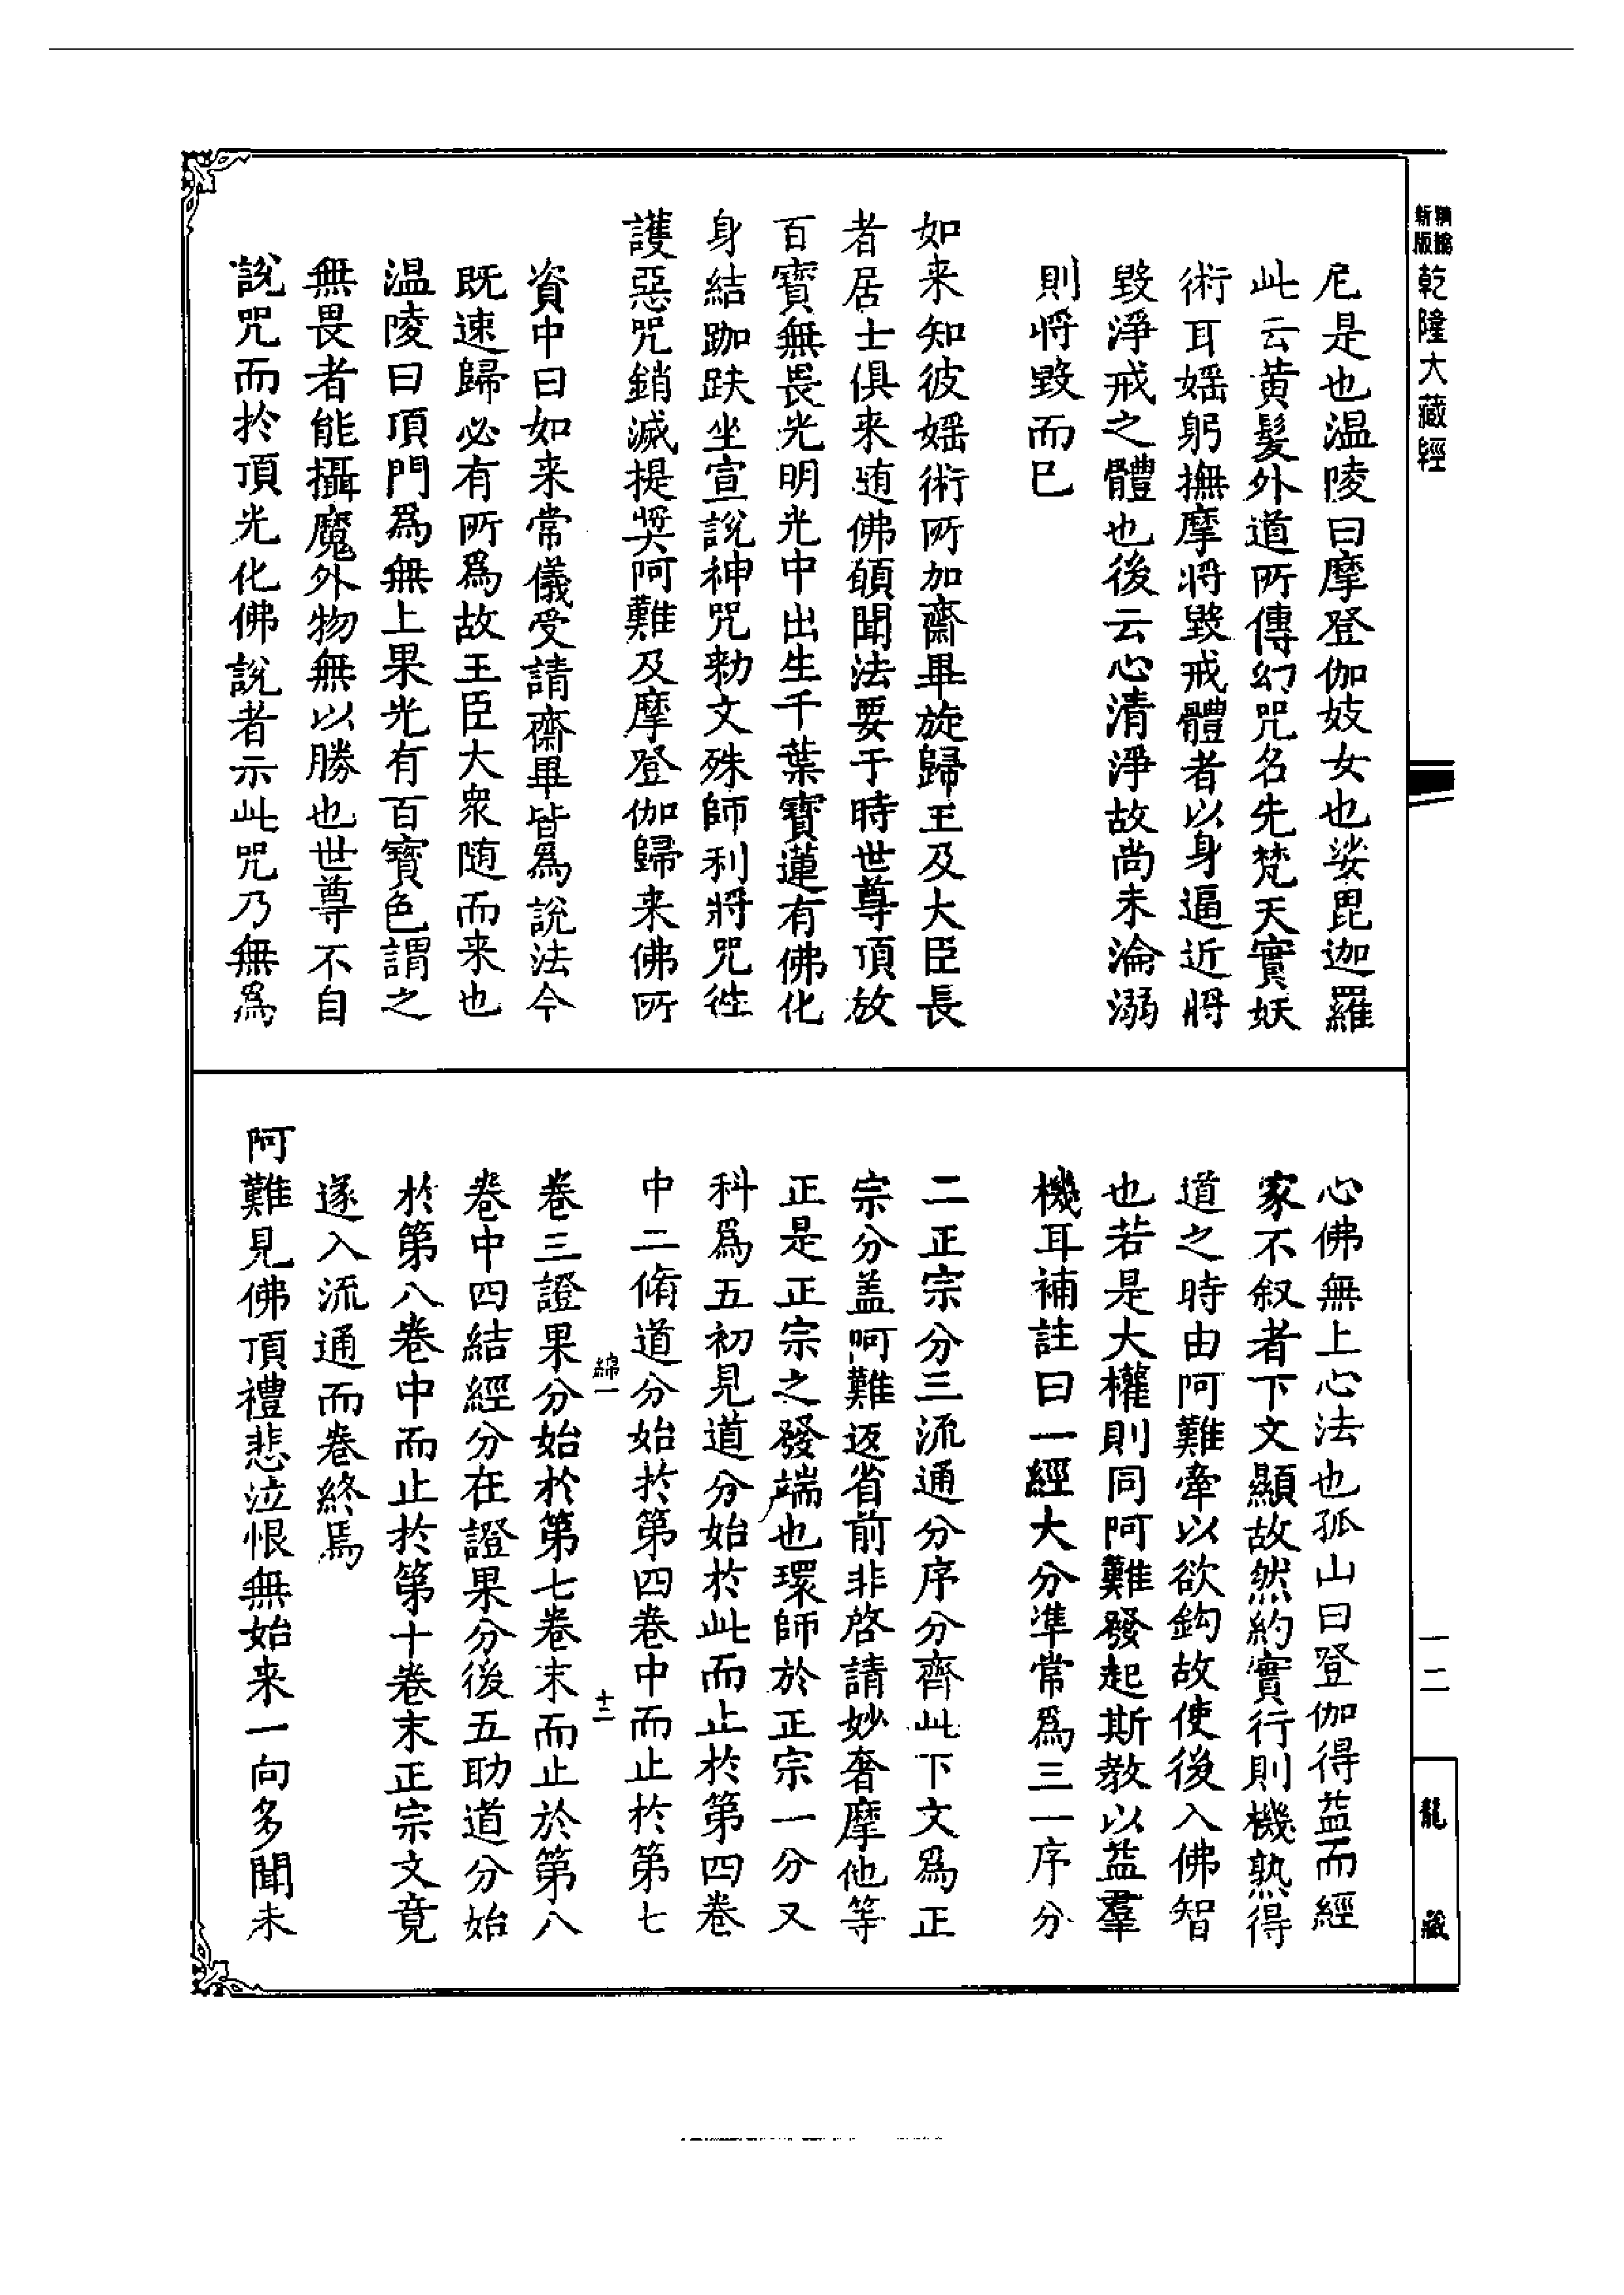 新版
乾隆大藏經
尼是也温陵曰摩登伽妓女也娑毘迦羅
此云黄髮外道所傳幻咒名先梵天實妖
術耳婬躬撫摩將毀戒體者以身逼近將
毀淨戒之體也後云心清淨故尚未淪溺
則將毀而已
如来知彼婬術所加齋畢旋歸王及大臣長
者居士俱来随佛願聞法要于時世尊頂放
百寶無畏光明光中出生千葉寶蓮有佛化
身結跏趺坐宣說神咒勅文殊師利將咒往
護惡咒銷滅提奬阿難及摩登伽歸来佛所
資中曰如来常儀受請齋畢皆爲說法今
既速歸必有所爲故王臣大衆随而来也
温陵曰頂門爲無上果光有百寶色謂之
無畏者能攝魔外物無以勝也世尊不自
說咒而於頂光化佛說者示此咒乃無爲
心佛無上心法也孤山曰登伽得益而經
家不叙者下文顯故然約實行則機熟得
道之時由阿難牽以欲鈎故使後入佛智
也若是大權則同阿難發起斯教以益羣
機耳補註曰一經大分準常爲三一序分
二正宗分三流通分序分齊此下文爲正
宗分盖阿難返省前非啓請妙奢摩他等
正是正宗之發端也環師於正宗一分又
科爲五初見道分始於此而止於第四卷
中二脩道分始於第四卷中而止於第七
綿一
十二
卷三證果分始於第七卷末而止於第八
卷中四結經分在證果分後五助道分始
於第八卷中而止於第十卷末正宗文竟
遂入流通而卷終焉
阿難見佛頂禮悲泣恨無始来一向多聞未
一二
龍藏